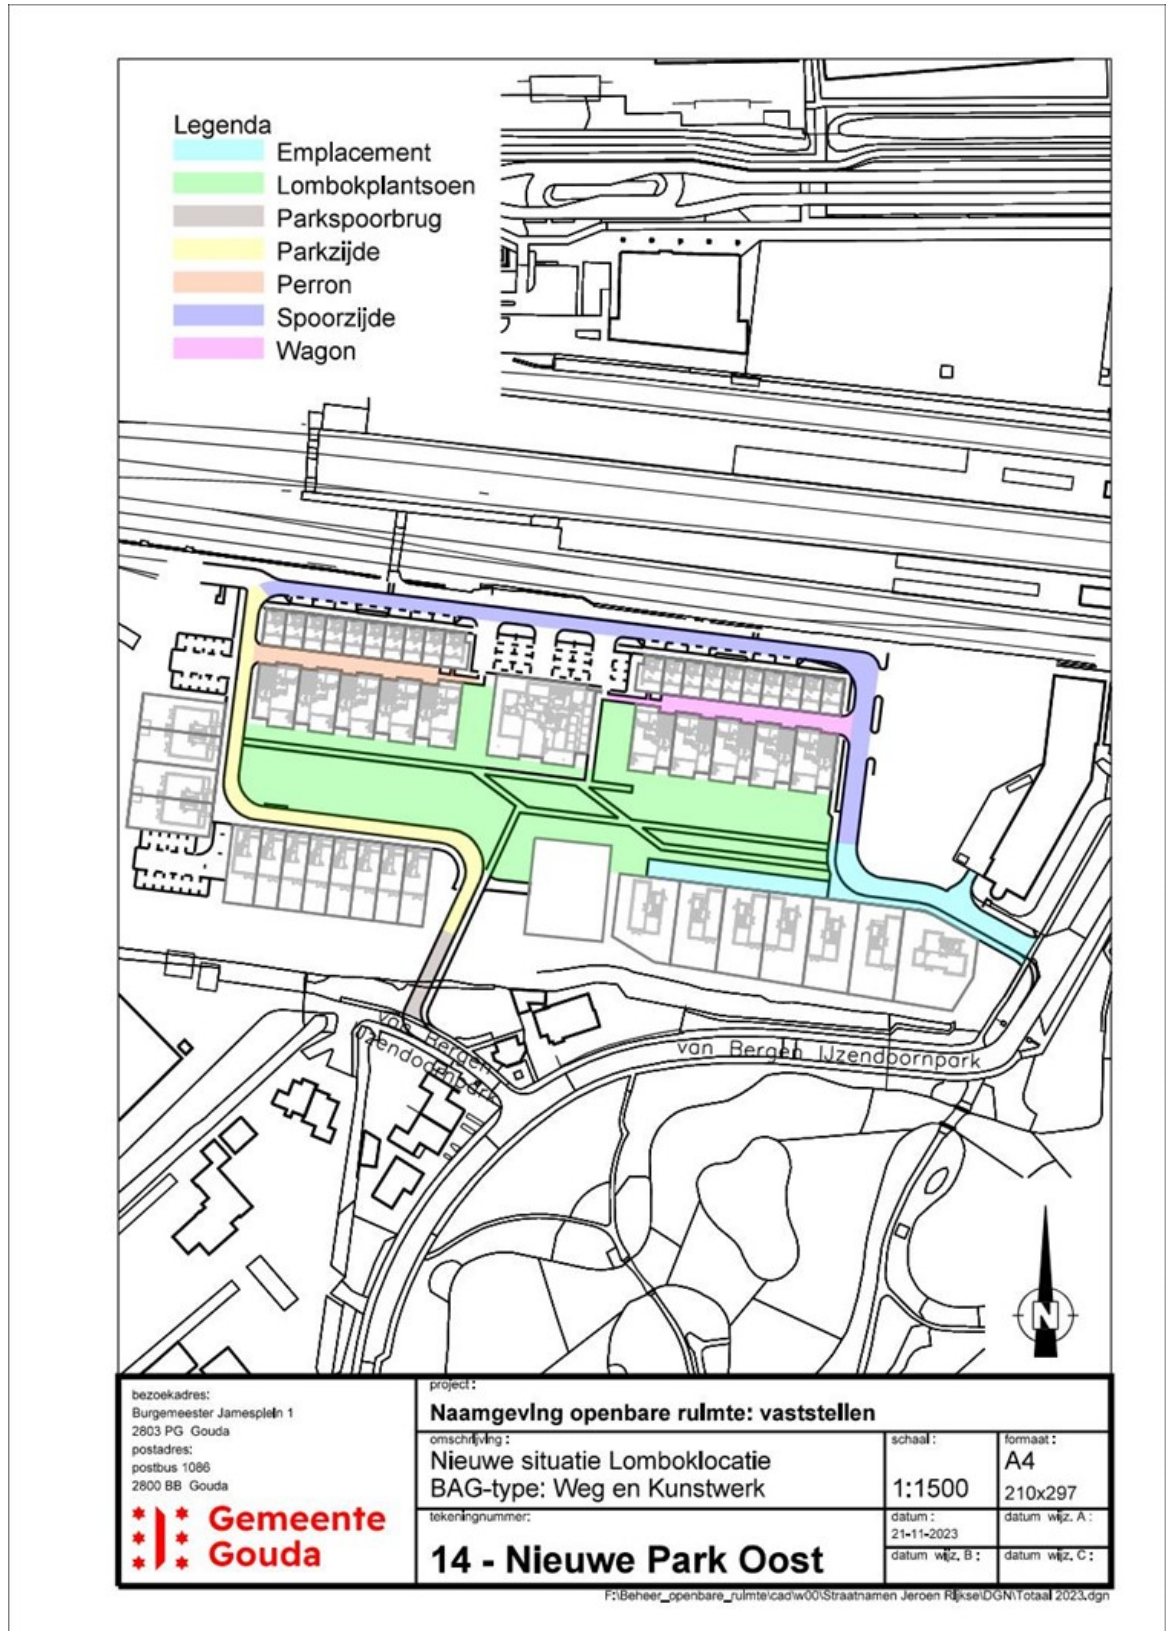 Legenda
Emplacement
Lombokplantsoen
Parkspoorbrug
Parkzijde
Perron
Spoorzijde
Wagon
van Bergen
IJzendoornpark
van Bergen IJzendoornpark
N
bezoekadres:
Burgemeester Jamesplein 1
2803 PG Gouda
postadres:
postbus 1086
2800 BB Gouda
Gemeente
Gouda
project:
Naamgeving openbare ruimte: vaststellen
omschrijving:
Nieuwe situatie Lomboklocatie
BAG-type: Weg en Kunstwerk
schaal:
1:1500
formaat:
A4
210x297
tekeningnummer:
14 - Nieuwe Park Oost
datum:
21-11-2023
datum wijz. A:
datum wijz. B:
datum wijz. C:
F:\Beheer_openbare_ruimte\cad\w00\Straatnamen Jeroen Rijkse\DGN\Totaal 2023.dgn